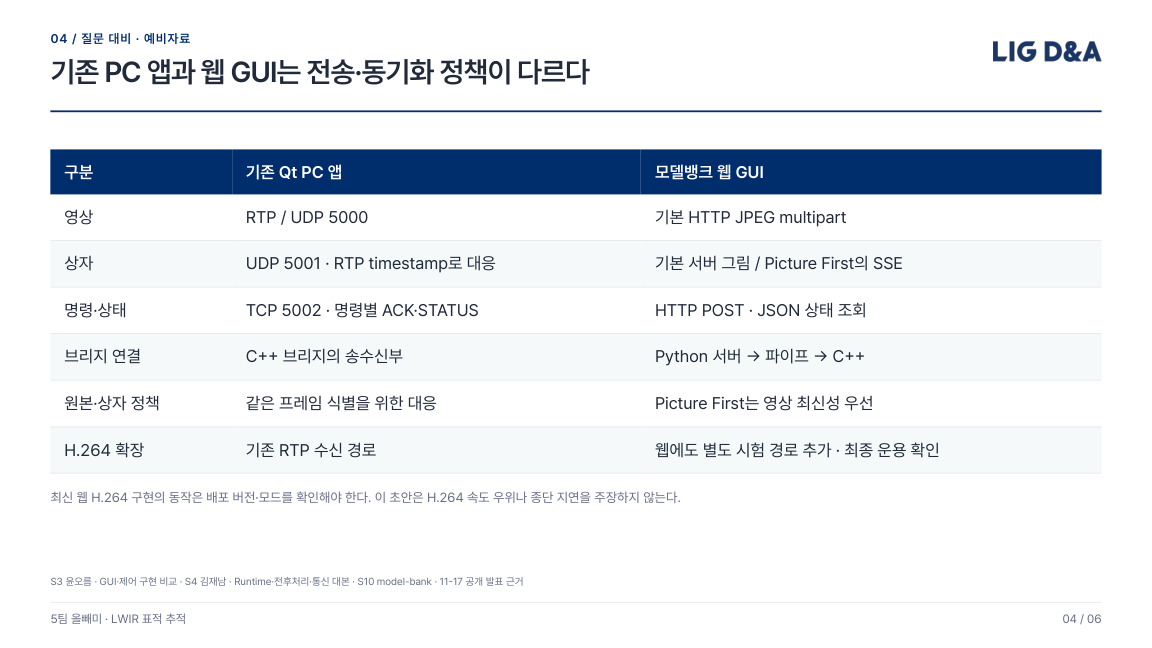 04 / 질문 대비 · 예비자료
기존 PC 앱과 웹 GUI는 전송·동기화 정책이 다르다
LIG D&A
구분 기존 Qt PC 앱 모델뱅크 웹 GUI
영상 RTP / UDP 5000 기본 HTTP JPEG multipart
상자 UDP 5001 · RTP timestamp로 대응 기본 서버 그림 / Picture First의 SSE
명령·상태 TCP 5002 · 명령별 ACK·STATUS HTTP POST · JSON 상태 조회
브리지 연결 C++ 브리지의 송수신부 Python 서버 → 파이프 → C++
원본·상자 정책 같은 프레임 식별을 위한 대응 Picture First는 영상 최신성 우선
H.264 확장 기존 RTP 수신 경로 웹에도 별도 시험 경로 추가 · 최종 운용 확인
최신 웹 H.264 구현의 동작은 배포 버전·모드를 확인해야 한다. 이 초안은 H.264 속도 우위나 종단 지연을 주장하지 않는다.
S3 윤오름 · GUI·제어 구현 비교 · S4 김재남 · Runtime·전후처리·통신 대본 · S10 model-bank · 11-17 공개 발표 근거
5팀 올빼미 · LWIR 표적 추적
04 / 06